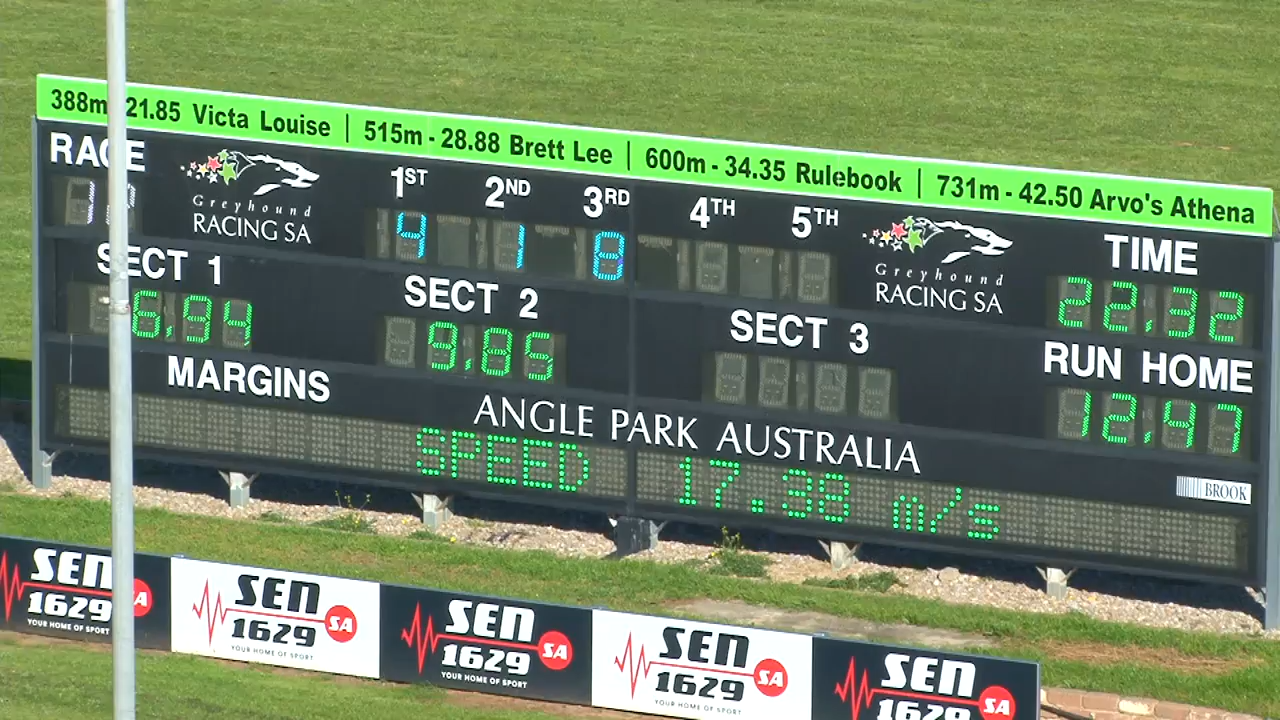 388m 21.85 Victa Louise | 515m - 28.88 Brett Lee | 600m - 34.35 Rulebook | 731m - 42.50 Arvo's Athena
RACE
Greyhound
RACING SA
1ST 2ND 3RD 4TH 5TH
4 1 8
Greyhound
RACING SA
TIME
22.32
SECT 1
6.94
SECT 2
9.85
SECT 3
RUN HOME
12.47
MARGINS
ANGLE PARK AUSTRALIA
SPEED 17.38 m/s
BROOK
SEN
1629
YOUR HOME OF SPORT
SEN
1629 SA
YOUR HOME OF SPORT
SEN
1629 SA
YOUR HOME OF SPORT
SEN
1629 SA
YOUR HOME OF SPORT
SEN
1629 SA